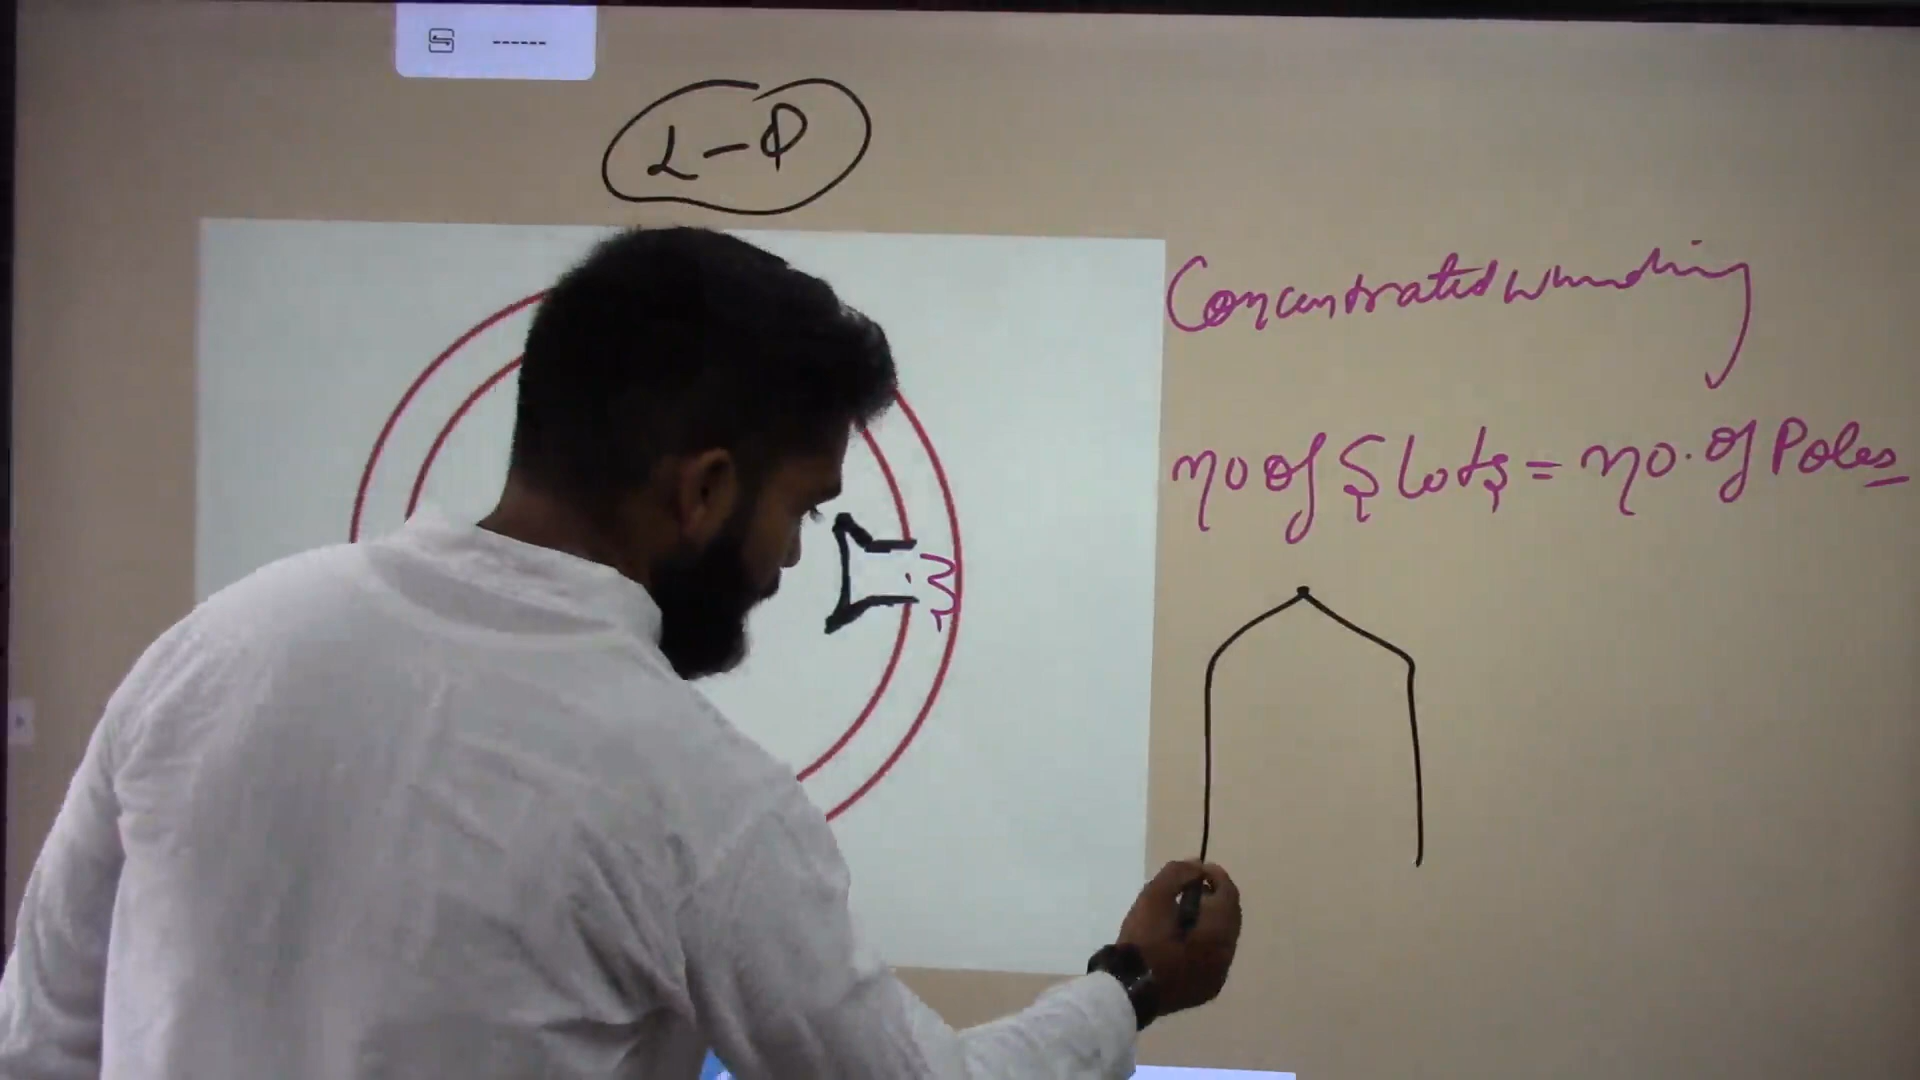 1-Φ
Concentrated winding
no of Slots = no. of Poles